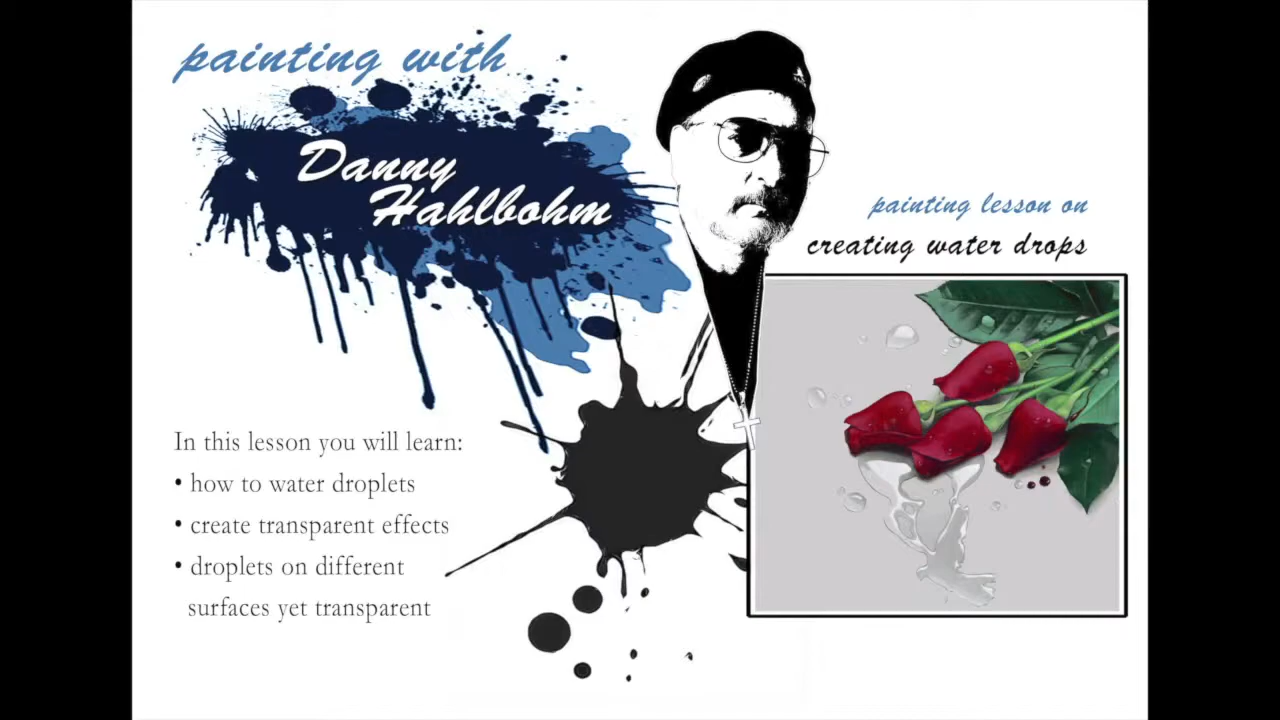 painting with
Danny
Hahlbohm
painting lesson on
creating water drops
In this lesson you will learn:
• how to water droplets
• create transparent effects
• droplets on different
surfaces yet transparent